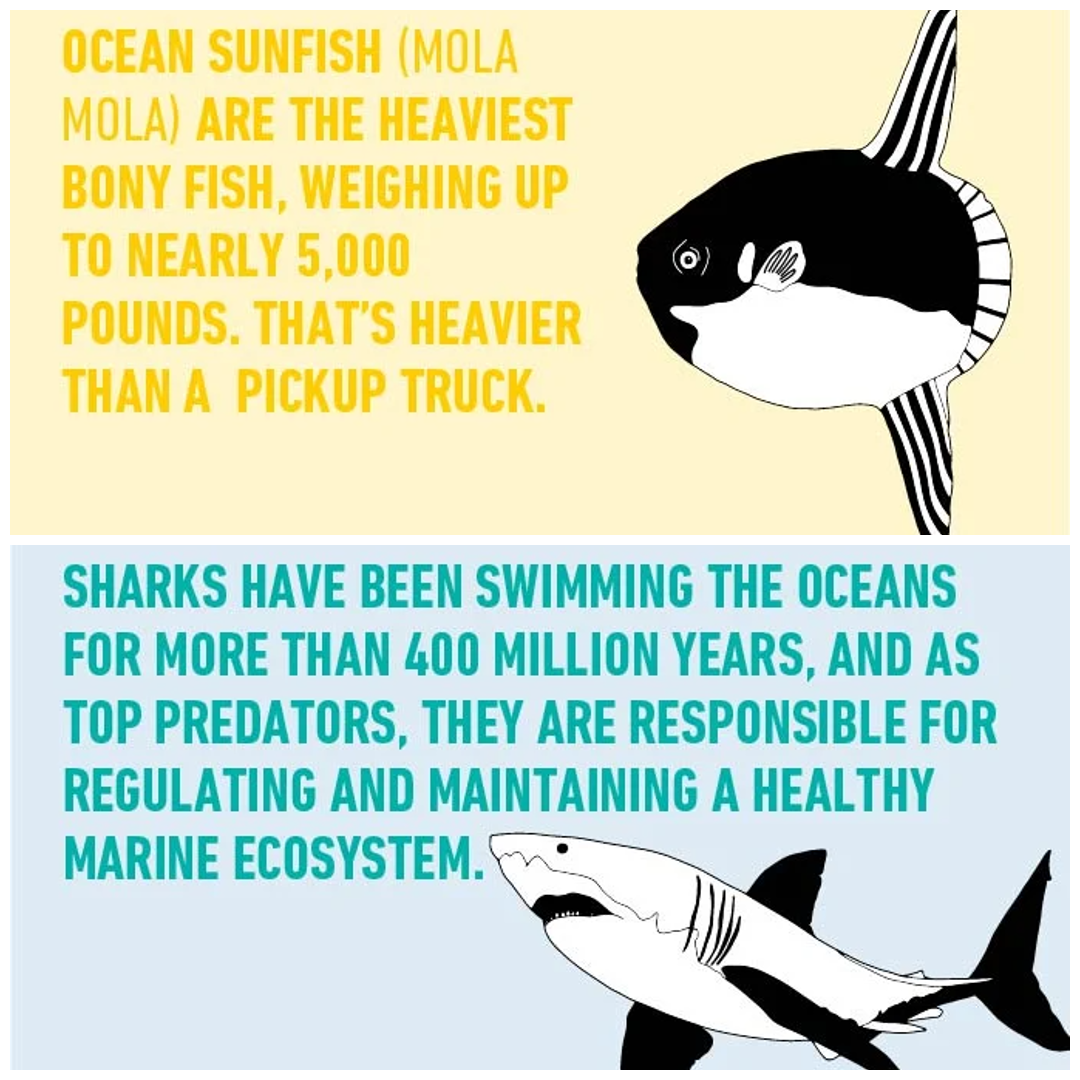 OCEAN SUNFISH (MOLA
MOLA) ARE THE HEAVIEST
BONY FISH, WEIGHING UP
TO NEARLY 5,000
POUNDS. THAT'S HEAVIER
THAN A PICKUP TRUCK.
SHARKS HAVE BEEN SWIMMING THE OCEANS
FOR MORE THAN 400 MILLION YEARS, AND AS
TOP PREDATORS, THEY ARE RESPONSIBLE FOR
REGULATING AND MAINTAINING A HEALTHY
MARINE ECOSYSTEM.